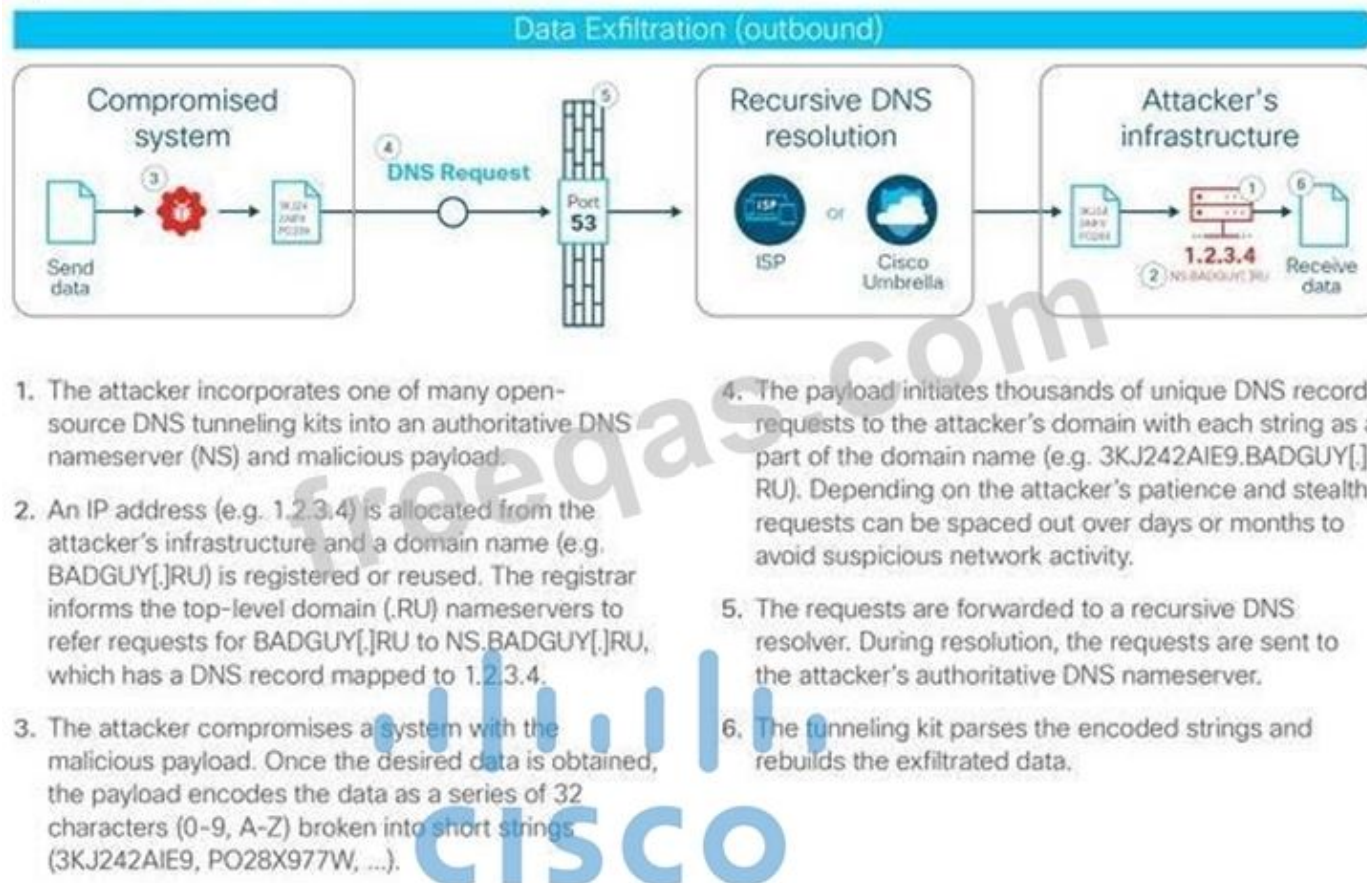 Data Exfiltration (outbound)
Compromised
system
3
Send
data
4
DNS Request
5
Port
53
Recursive DNS
resolution
ISP
or
ISP
Cisco
Umbrella
Attacker's
infrastructure
1
6
1.2.3.4
2
Receive
data
1. The attacker incorporates one of many open-
source DNS tunneling kits into an authoritative DNS
nameserver (NS) and malicious payload.
2. An IP address (e.g. 1.2.3.4) is allocated from the
attacker's infrastructure and a domain name (e.g.
BADGUY[.]RU) is registered or reused. The registrar
informs the top-level domain (.RU) nameservers to
refer requests for BADGUY[.]RU to NS.BADGUY[.]RU,
which has a DNS record mapped to 1.2.3.4.
3. The attacker compromises a system with the
malicious payload. Once the desired data is obtained,
the payload encodes the data as a series of 32
characters (0-9, A-Z) broken into short strings
(3KJ242AIE9, PO28X977W, ...).
4. The payload initiates thousands of unique DNS record
requests to the attacker's domain with each string as a
part of the domain name (e.g. 3KJ242AIE9.BADGUY[.]
RU). Depending on the attacker's patience and stealth,
requests can be spaced out over days or months to
avoid suspicious network activity.
5. The requests are forwarded to a recursive DNS
resolver. During resolution, the requests are sent to
the attacker's authoritative DNS nameserver.
6. The tunneling kit parses the encoded strings and
rebuilds the exfiltrated data.
freeqas.com
CISCO